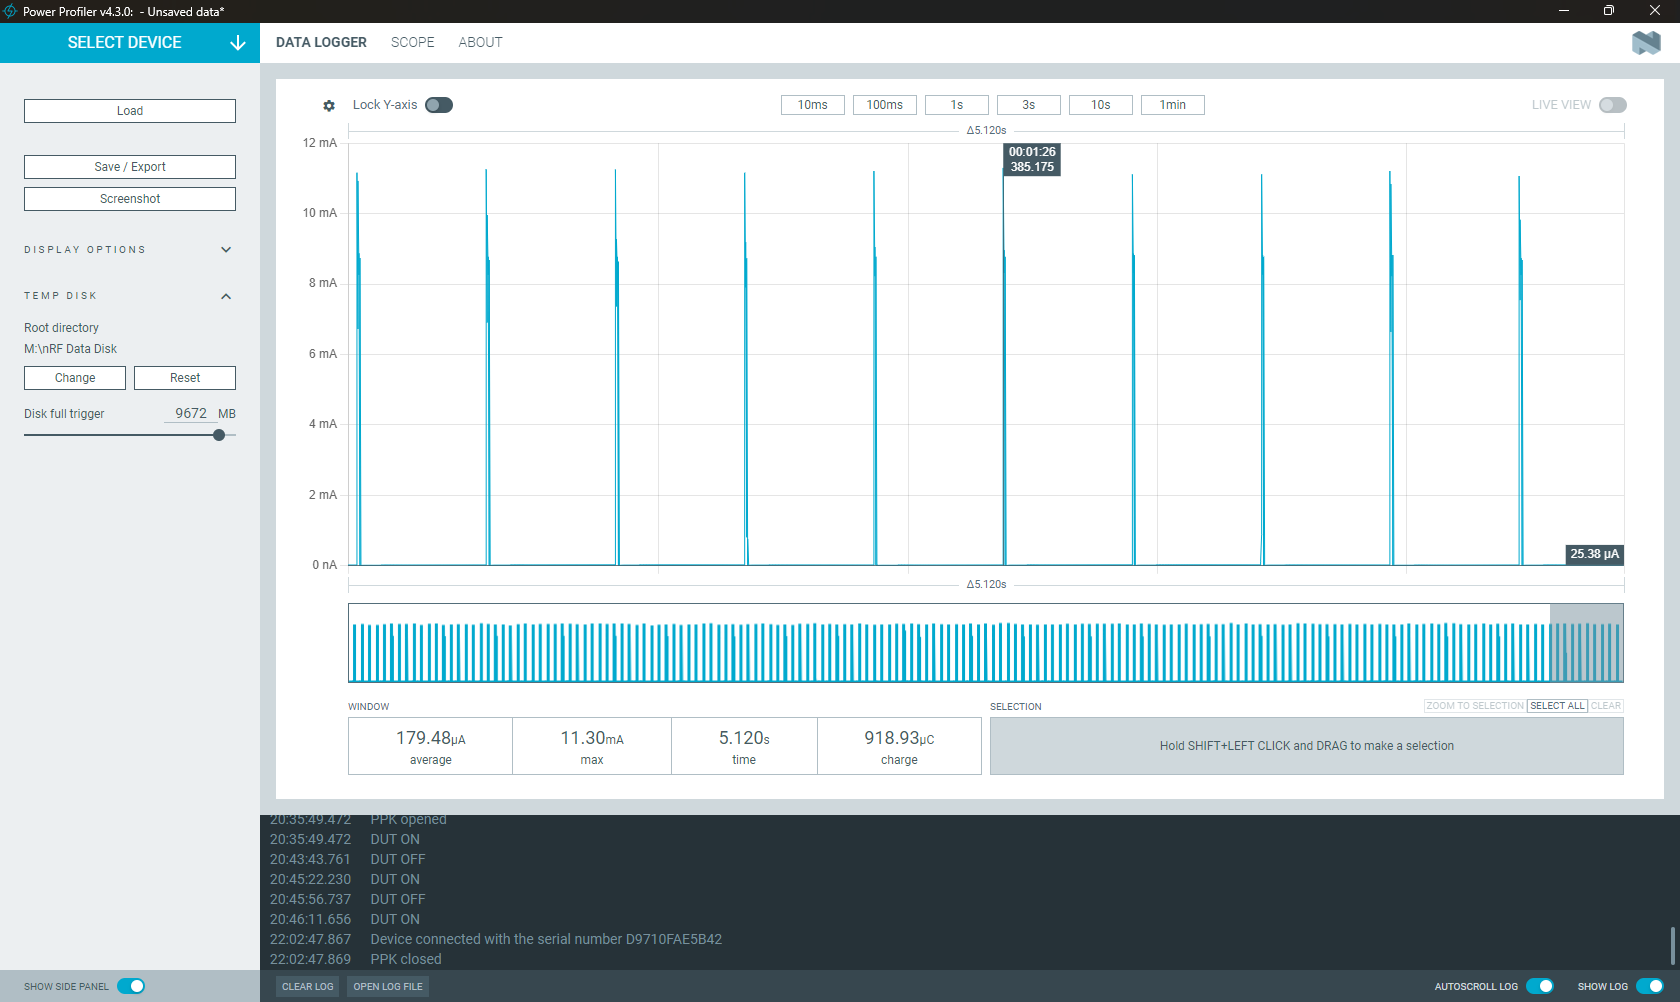 Power Profiler v4.3.0:  - Unsaved data*
SELECT DEVICE
DATA LOGGER
SCOPE
ABOUT
Load
Save / Export
Screenshot
DISPLAY OPTIONS
TEMP DISK
Root directory
M:\nRF Data Disk
Change
Reset
Disk full trigger
9672 MB
SHOW SIDE PANEL
Lock Y-axis
10ms
100ms
1s
3s
10s
1min
LIVE VIEW
Δ5.120s
12 mA
10 mA
8 mA
6 mA
4 mA
2 mA
0 nA
00:01:26
385.175
25.38 μA
Δ5.120s
WINDOW
179.48μA
average
11.30mA
max
5.120s
time
918.93μC
charge
SELECTION
ZOOM TO SELECTION
SELECT ALL
CLEAR
Hold SHIFT+LEFT CLICK and DRAG to make a selection
20:35:49.472 PPK opened
20:35:49.472 DUT ON
20:43:43.761 DUT OFF
20:45:22.230 DUT ON
20:45:56.737 DUT OFF
20:46:11.656 DUT ON
22:02:47.867 Device connected with the serial number D9710FAE5B42
22:02:47.869 PPK closed
CLEAR LOG
OPEN LOG FILE
AUTOSCROLL LOG
SHOW LOG